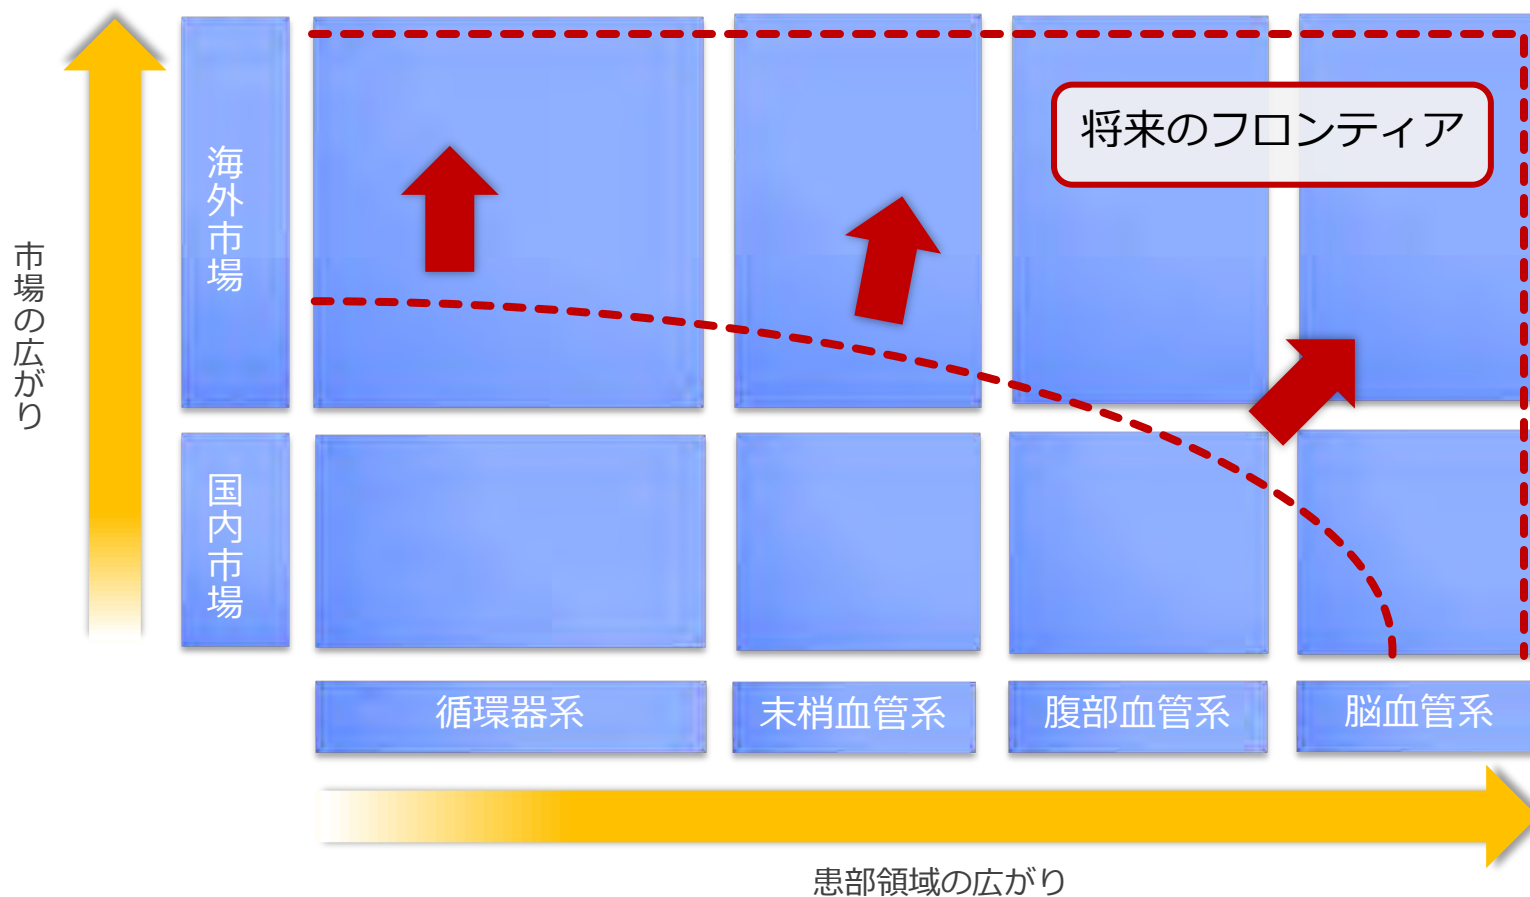 将来のフロンティア
海外市場
市場の広がり
国内市場
循環器系
末梢血管系
腹部血管系
脳血管系
患部領域の広がり